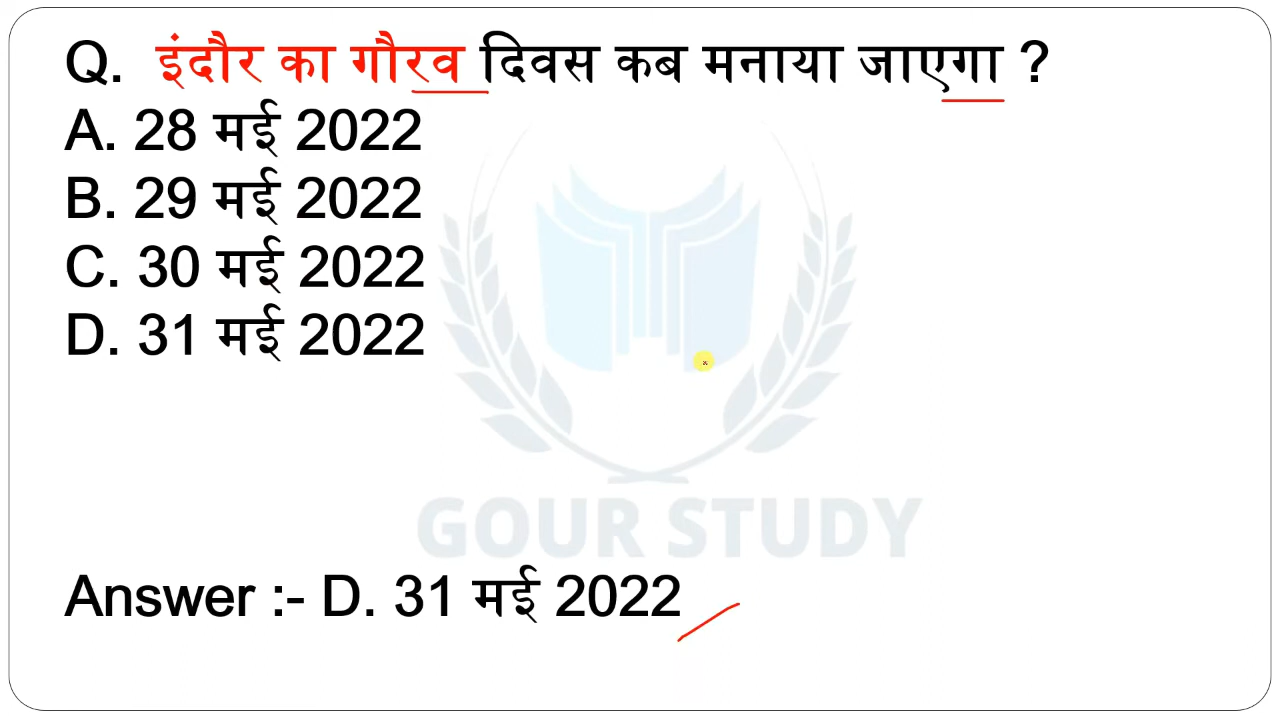 Q. इंदौर का गौरव दिवस कब मनाया जाएगा ?
A. 28 मई 2022
B. 29 मई 2022
C. 30 मई 2022
D. 31 मई 2022
GOUR STUDY
Answer :- D. 31 मई 2022